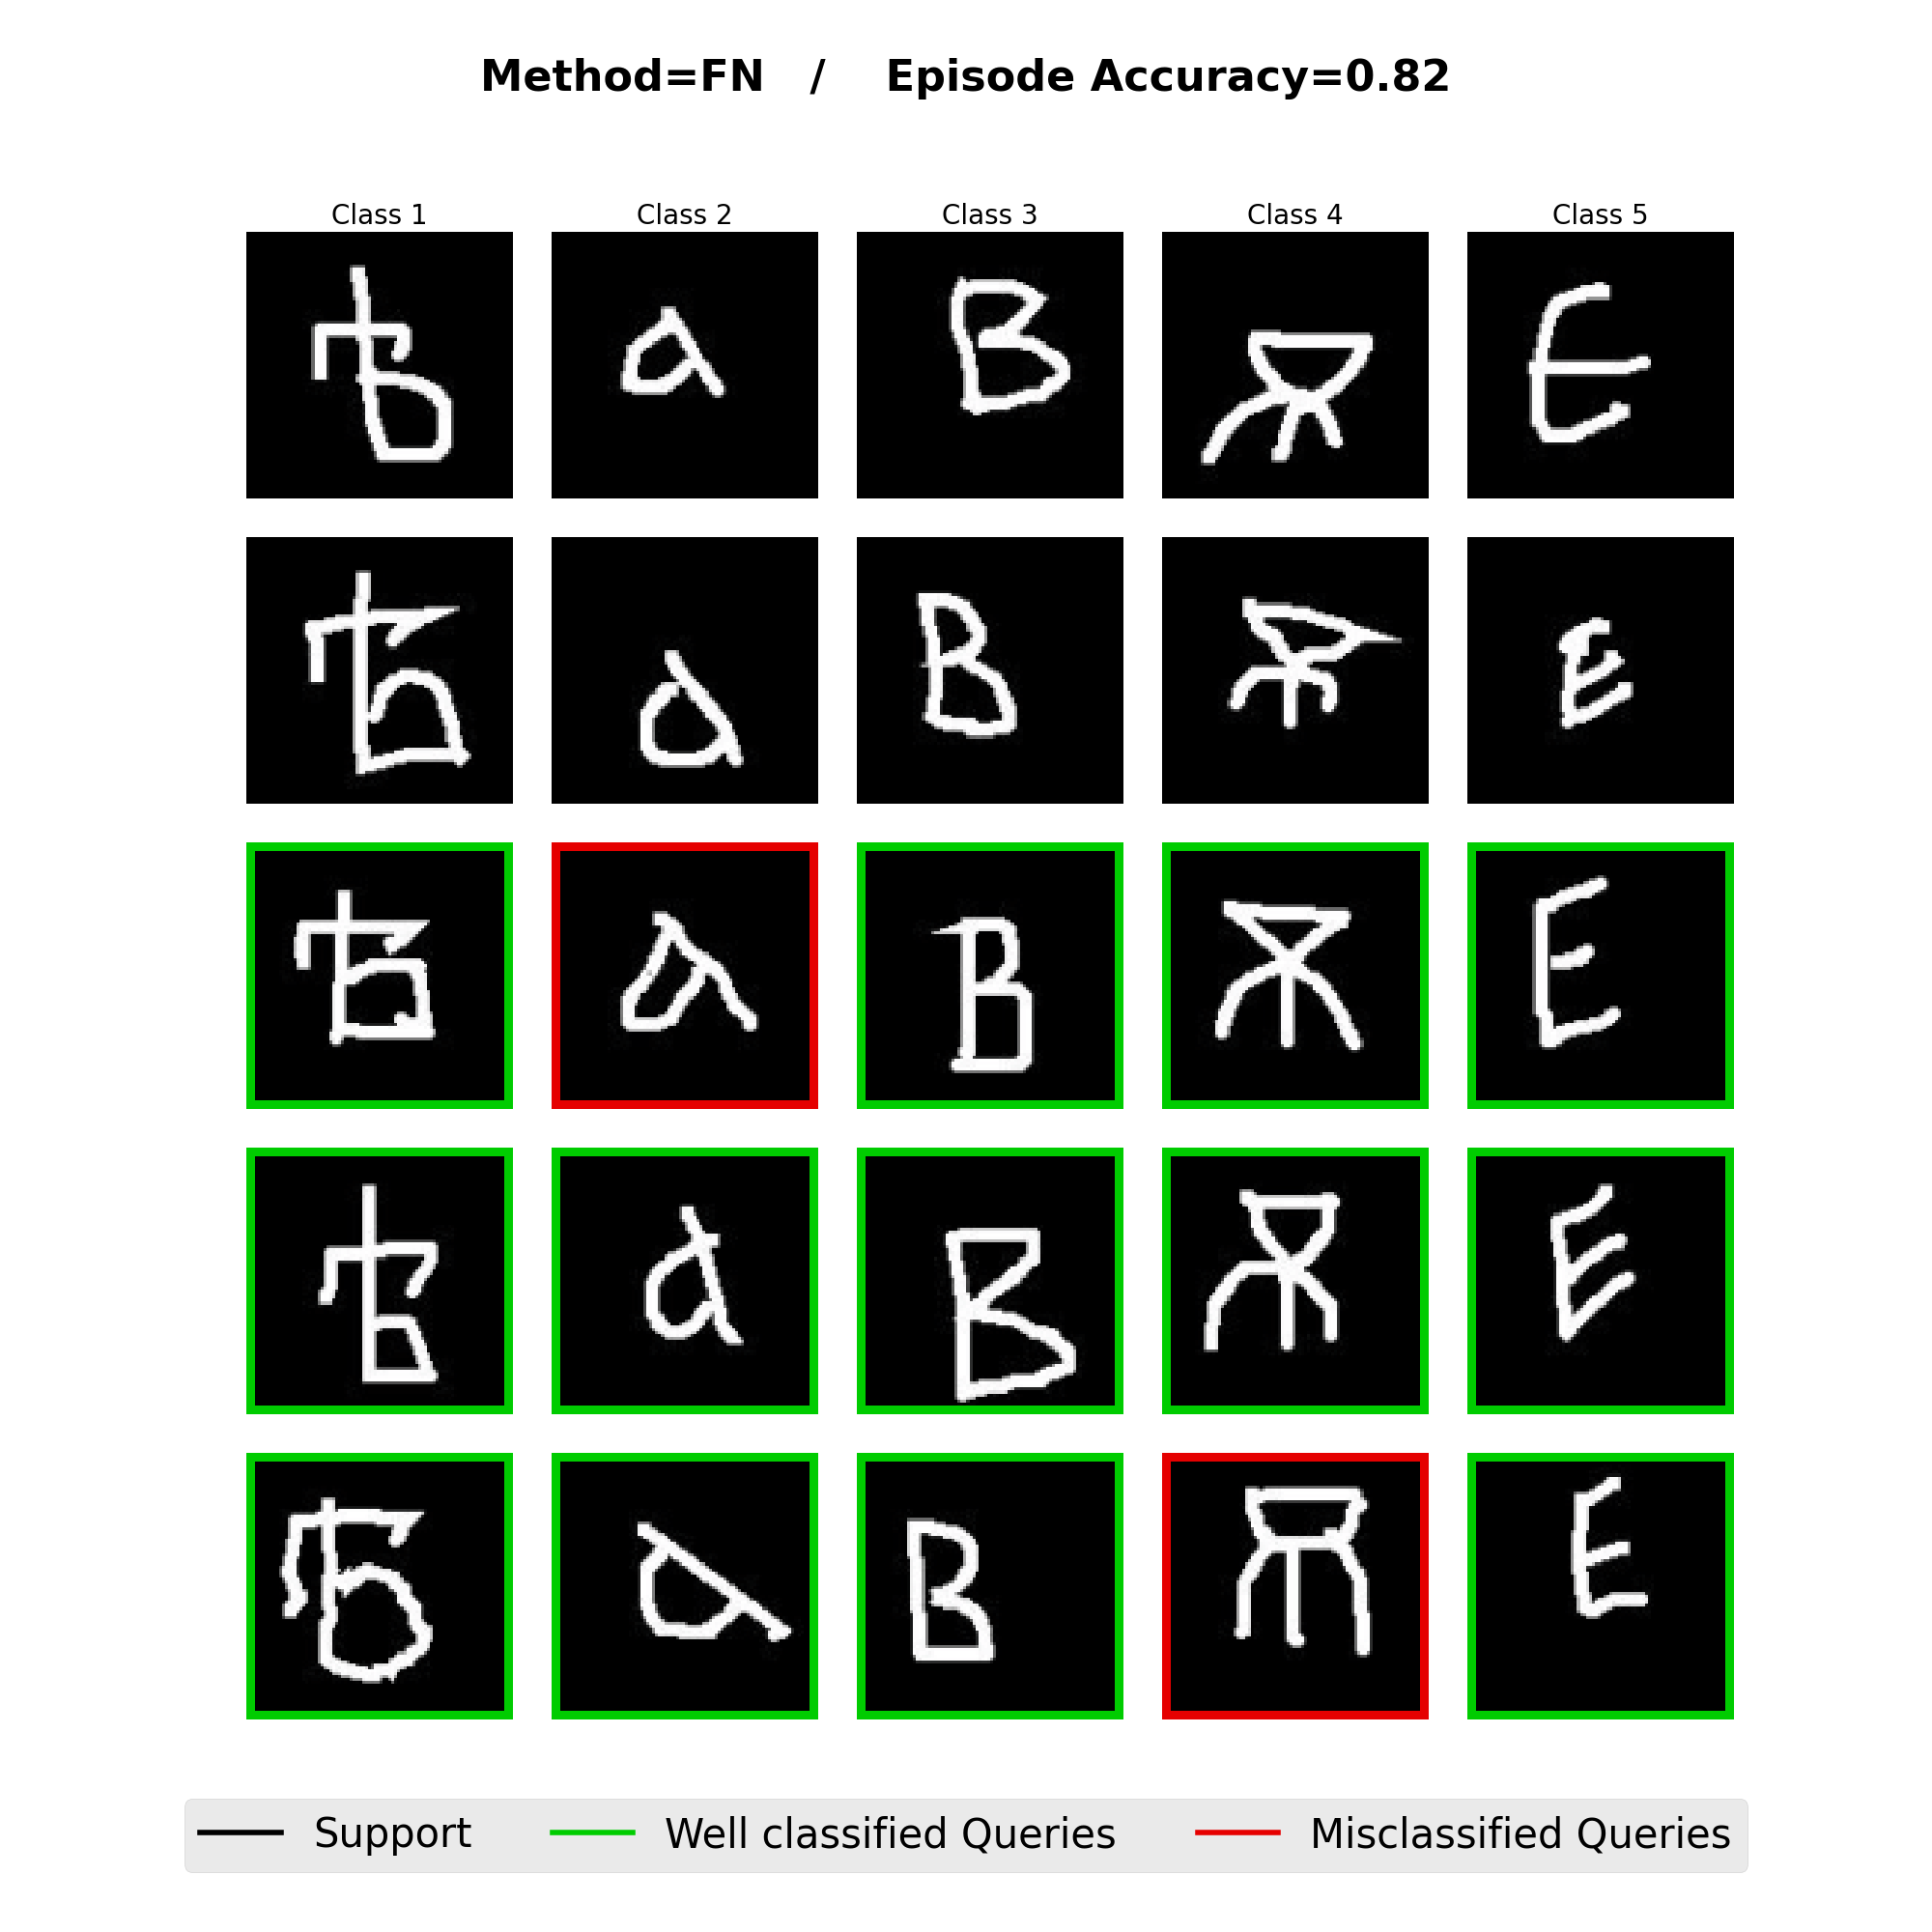 Method=FN / Episode Accuracy=0.82
Class 1 Class 2 Class 3 Class 4 Class 5
a B E
a B E
a B E
a B E
a B E
Support Well classified Queries Misclassified Queries